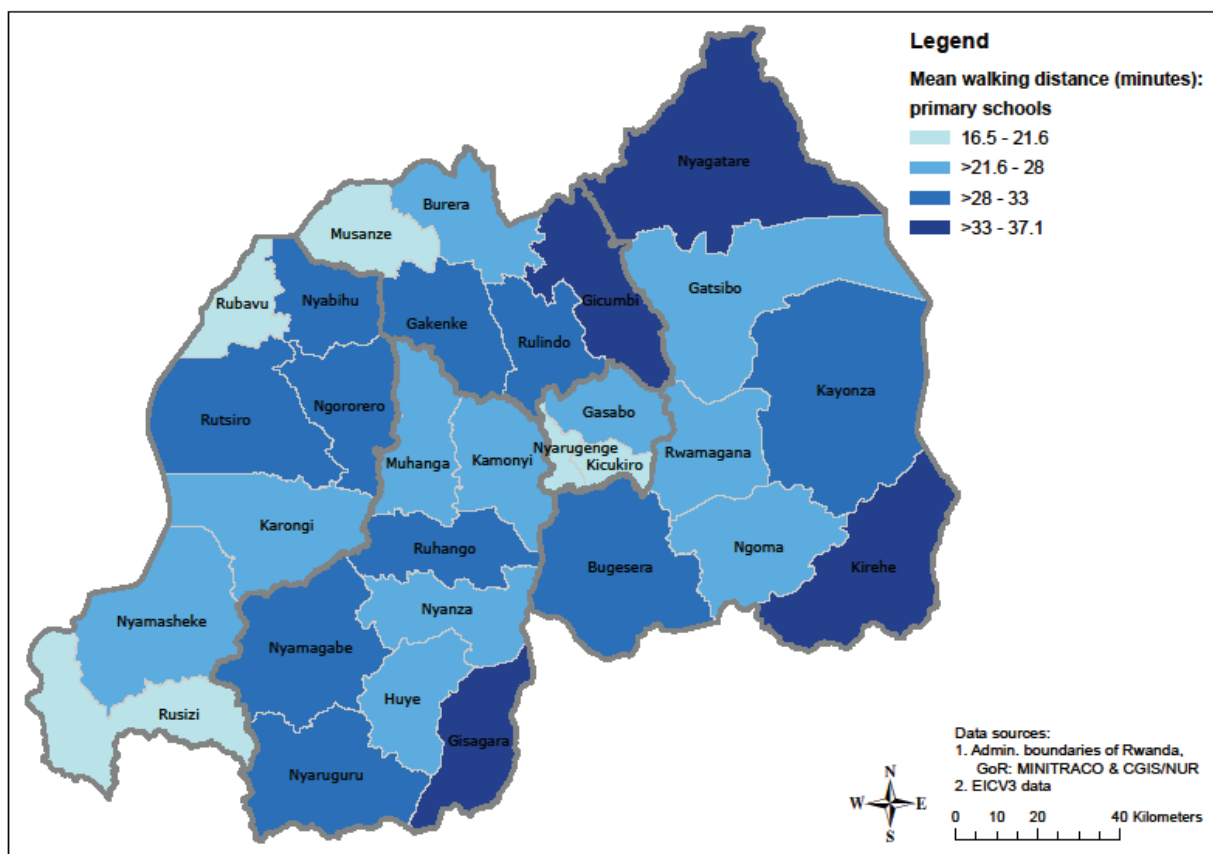 Legend
Mean walking distance (minutes):
primary schools
16.5 - 21.6
>21.6 - 28
>28 - 33
>33 - 37.1
Nyagatare
Burera
Musanze
Rubavu
Nyabihu
Gakenke
Rulindo
Gicumbi
Gatsibo
Kayonza
Rutsiro
Ngororero
Gasabo
Muhanga
Kamonyi
Nyarugenge
Kicukiro
Rwamagana
Karongi
Ruhango
Bugesera
Ngoma
Kirehe
Nyamasheke
Nyanza
Nyamagabe
Huye
Rusizi
Gisagara
Nyaruguru
Data sources:
1. Admin. boundaries of Rwanda,
GoR: MINITRACO & CGIS/NUR
2. EICV3 data
N
W E
S
0 10 20 40 Kilometers